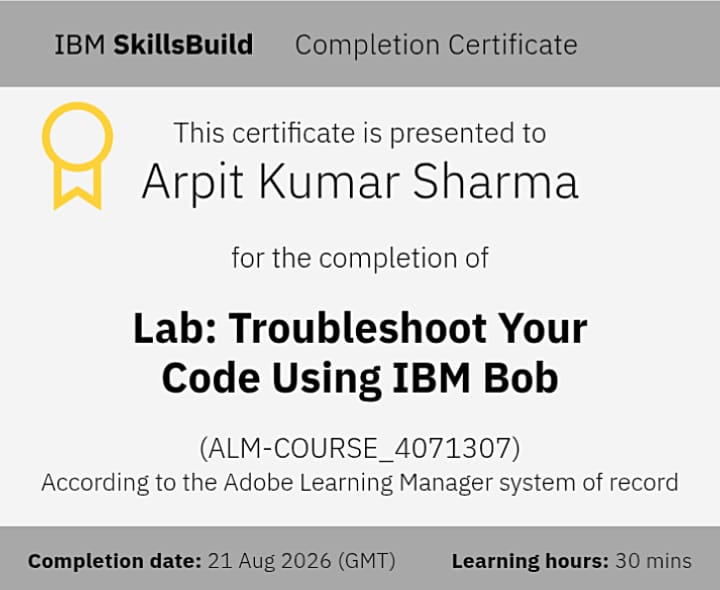 IBM SkillsBuild Completion Certificate
This certificate is presented to
Arpit Kumar Sharma
for the completion of
Lab: Troubleshoot Your
Code Using IBM Bob
(ALM-COURSE_4071307)
According to the Adobe Learning Manager system of record
Completion date: 21 Aug 2026 (GMT) Learning hours: 30 mins